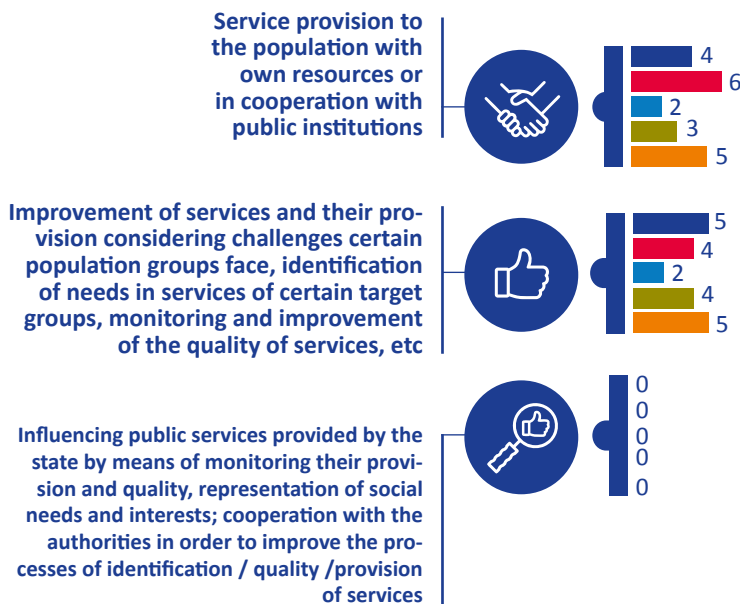 Service provision to
the population with
own resources or
in cooperation with
public institutions
4
6
2
3
5
Improvement of services and their pro-
vision considering challenges certain
population groups face, identification
of needs in services of certain target
groups, monitoring and improvement
of the quality of services, etc
5
4
2
4
5
0
0
0
0
0
Influencing public services provided by the
state by means of monitoring their provi-
sion and quality, representation of social
needs and interests; cooperation with the
authorities in order to improve the pro-
cesses of identification / quality /provision
of services